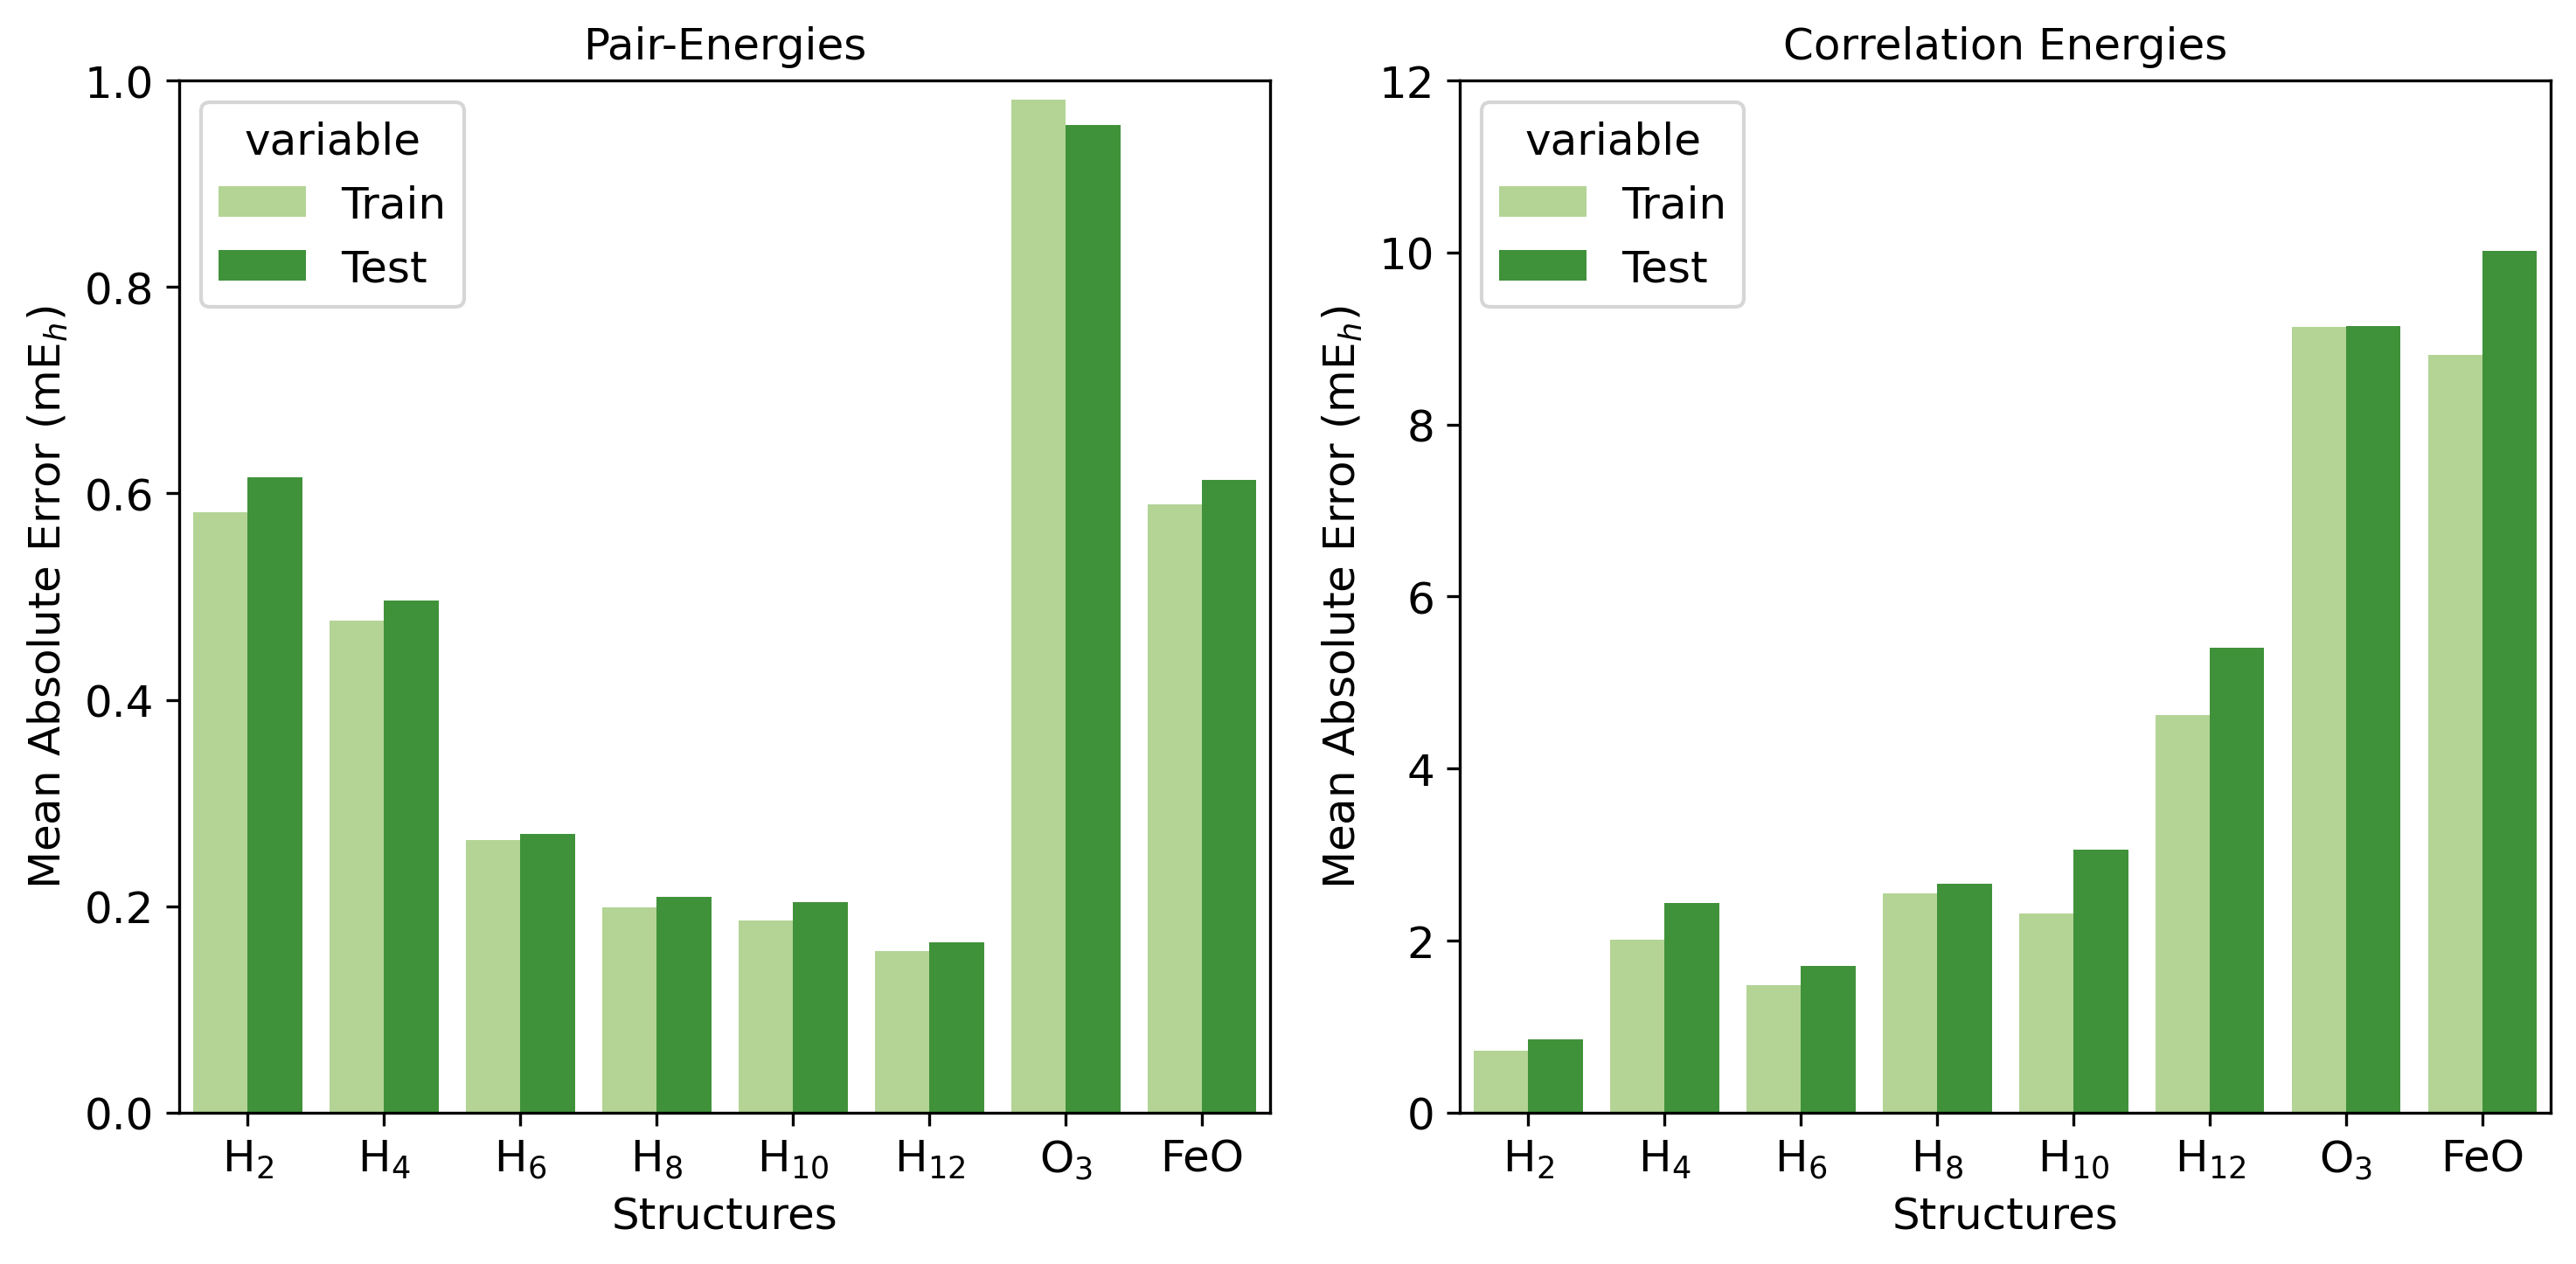 Pair-Energies
1.0
0.8
0.6
0.4
0.2
0.0
Mean Absolute Error (mE_h)
variable
Train
Test
H₂ H₄ H₆ H₈ H₁₀ H₁₂ O₃ FeO
Structures
Correlation Energies
12
10
8
6
4
2
0
Mean Absolute Error (mE_h)
variable
Train
Test
H₂ H₄ H₆ H₈ H₁₀ H₁₂ O₃ FeO
Structures